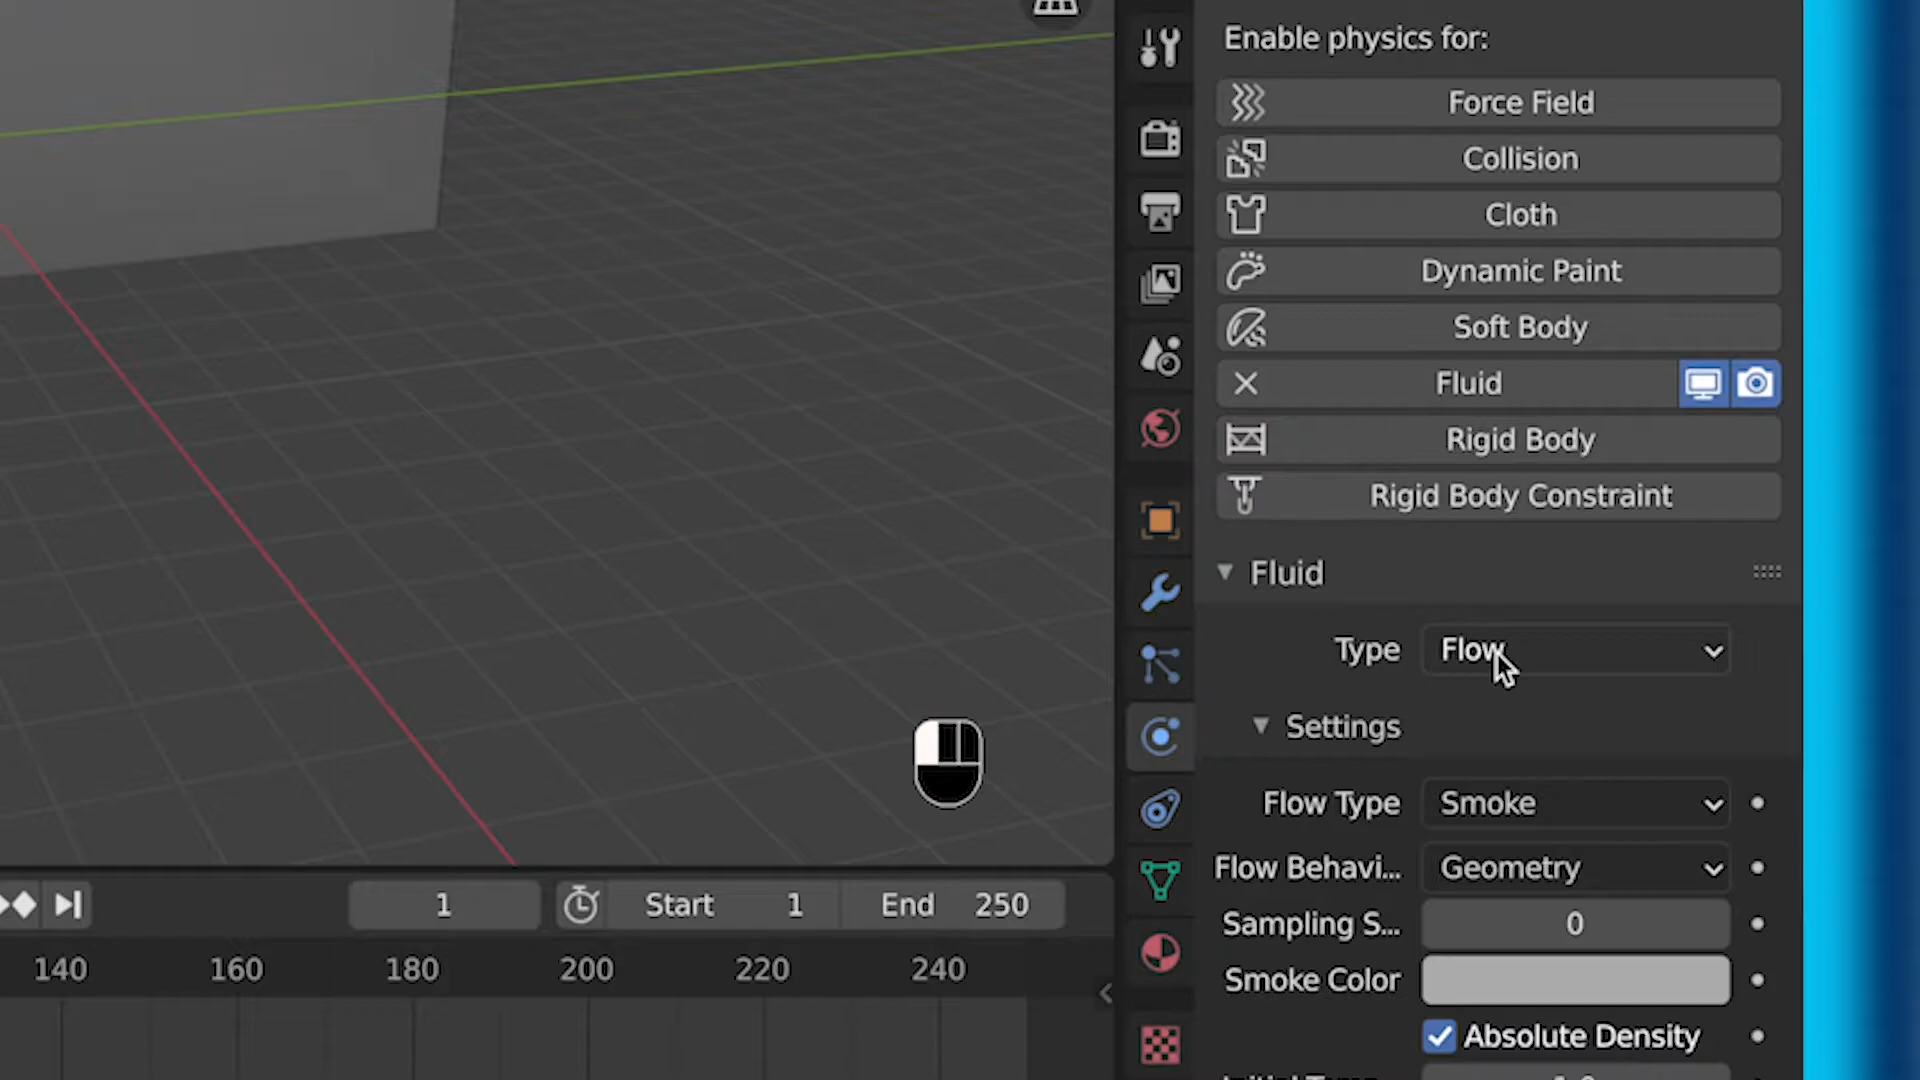 Enable physics for:
Force Field
Collision
Cloth
Dynamic Paint
Soft Body
Fluid
Rigid Body
Rigid Body Constraint
Fluid
Type Flow
Settings
Flow Type Smoke
Flow Behavi... Geometry
Sampling S... 0
Smoke Color
Absolute Density
1 Start 1 End 250
140 160 180 200 220 240